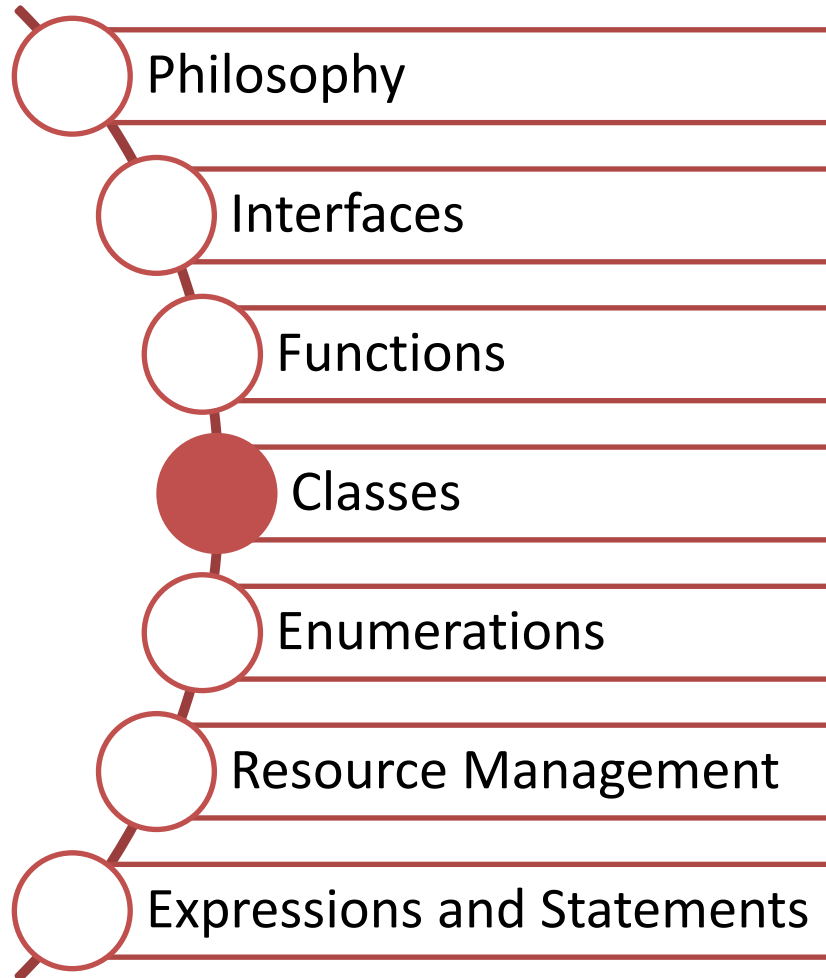 Philosophy
Interfaces
Functions
Classes
Enumerations
Resource Management
Expressions and Statements